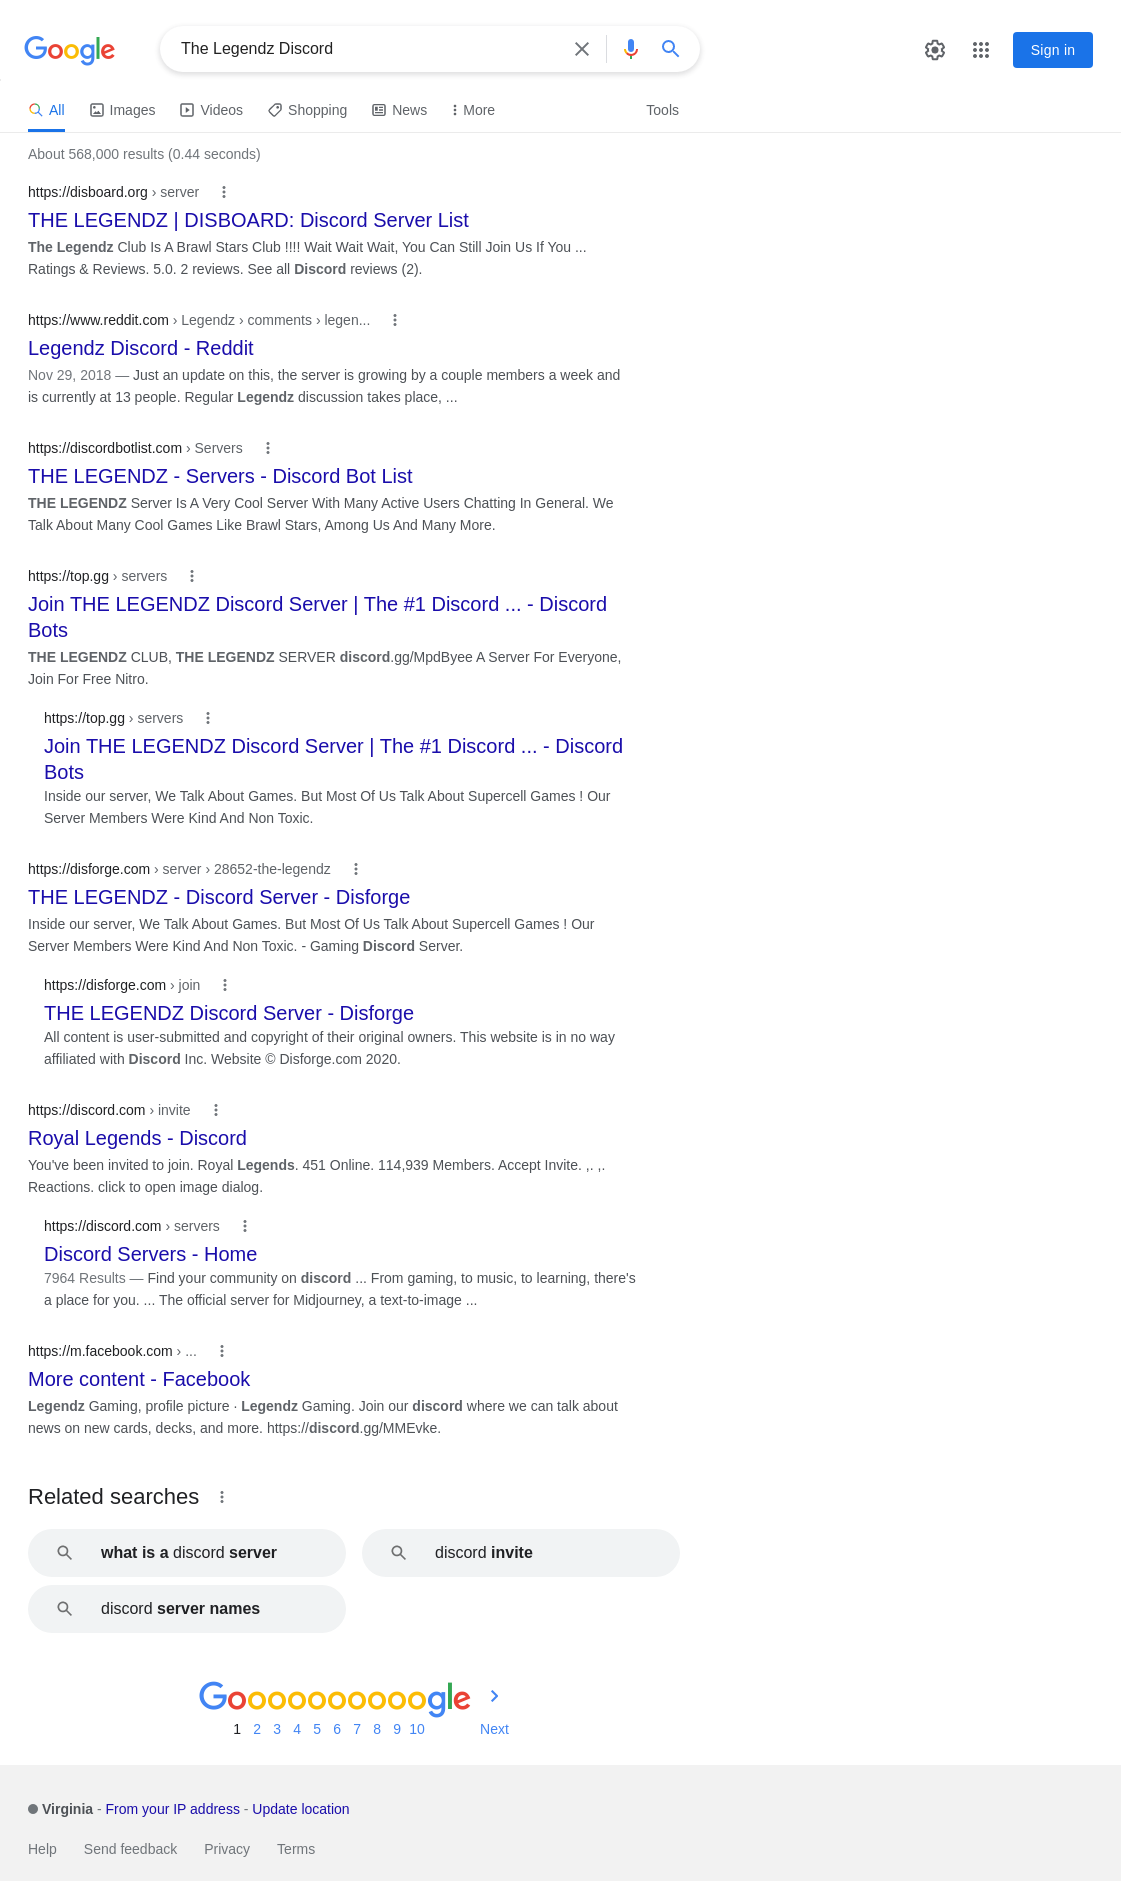 Google
The Legendz Discord
Sign in
All Images Videos Shopping News More Tools
About 568,000 results (0.44 seconds)
https://disboard.org › server
THE LEGENDZ | DISBOARD: Discord Server List
The Legendz Club Is A Brawl Stars Club !!!! Wait Wait Wait, You Can Still Join Us If You ...
Ratings & Reviews. 5.0. 2 reviews. See all Discord reviews (2).
https://www.reddit.com › Legendz › comments › legen...
Legendz Discord - Reddit
Nov 29, 2018 — Just an update on this, the server is growing by a couple members a week and
is currently at 13 people. Regular Legendz discussion takes place, ...
https://discordbotlist.com › Servers
THE LEGENDZ - Servers - Discord Bot List
THE LEGENDZ Server Is A Very Cool Server With Many Active Users Chatting In General. We
Talk About Many Cool Games Like Brawl Stars, Among Us And Many More.
https://top.gg › servers
Join THE LEGENDZ Discord Server | The #1 Discord ... - Discord
Bots
THE LEGENDZ CLUB, THE LEGENDZ SERVER discord.gg/MpdByee A Server For Everyone,
Join For Free Nitro.
https://top.gg › servers
Join THE LEGENDZ Discord Server | The #1 Discord ... - Discord
Bots
Inside our server, We Talk About Games. But Most Of Us Talk About Supercell Games ! Our
Server Members Were Kind And Non Toxic.
https://disforge.com › server › 28652-the-legendz
THE LEGENDZ - Discord Server - Disforge
Inside our server, We Talk About Games. But Most Of Us Talk About Supercell Games ! Our
Server Members Were Kind And Non Toxic. - Gaming Discord Server.
https://disforge.com › join
THE LEGENDZ Discord Server - Disforge
All content is user-submitted and copyright of their original owners. This website is in no way
affiliated with Discord Inc. Website © Disforge.com 2020.
https://discord.com › invite
Royal Legends - Discord
You've been invited to join. Royal Legends. 451 Online. 114,939 Members. Accept Invite. ,. ,.
Reactions. click to open image dialog.
https://discord.com › servers
Discord Servers - Home
7964 Results — Find your community on discord ... From gaming, to music, to learning, there's
a place for you. ... The official server for Midjourney, a text-to-image ...
https://m.facebook.com › ...
More content - Facebook
Legendz Gaming, profile picture · Legendz Gaming. Join our discord where we can talk about
news on new cards, decks, and more. https://discord.gg/MMEvke.
Related searches
what is a discord server
discord invite
discord server names
Goooooooooogle
1 2 3 4 5 6 7 8 9 10 Next
Virginia - From your IP address - Update location
Help Send feedback Privacy Terms